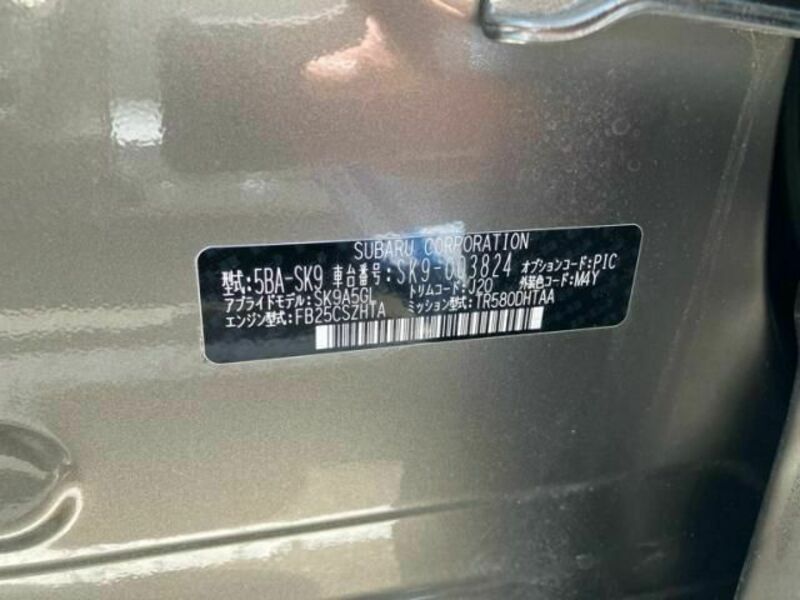 SUBARU CORPORATION
型式:5BA-SK9 車台番号:SK9-003824 オプションコード:PIC
アプライドモデル:SK9A5GL トリムコード:J20 外装色コード:M4Y
エンジン型式:FB25CSZHTA ミッション型式:TR580DHTAA